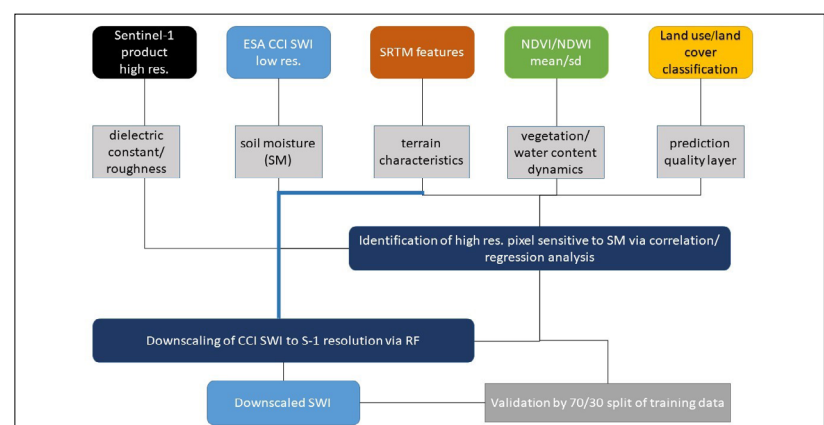 Sentinel-1
product
high res.
ESA CCI SWI
low res.
SRTM features
NDVI/NDWI
mean/sd
Land use/land
cover
classification
dielectric
constant/
roughness
soil moisture
(SM)
terrain
characteristics
vegetation/
water content
dynamics
prediction
quality layer
Identification of high res. pixel sensitive to SM via correlation/
regression analysis
Downscaling of CCI SWI to S-1 resolution via RF
Downscaled SWI
Validation by 70/30 split of training data